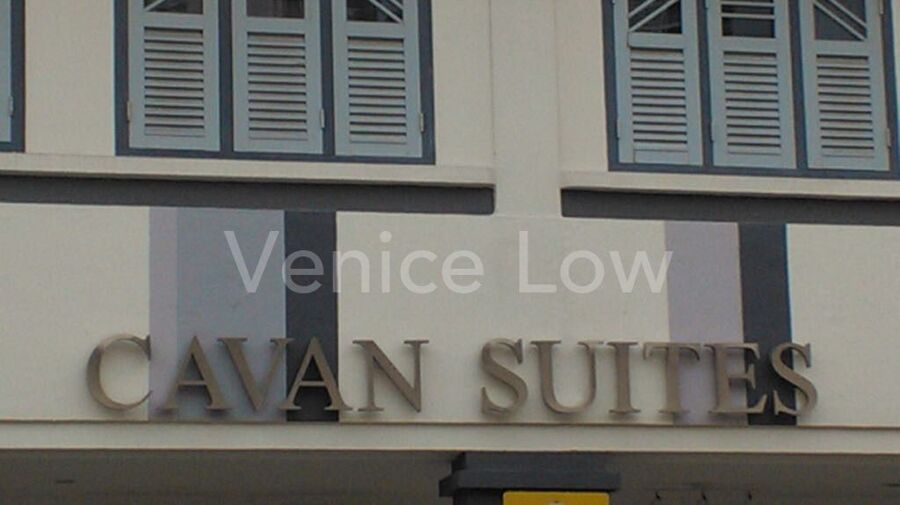 Venice Low
CAVAN SUITES